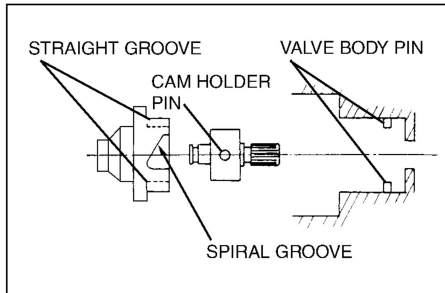 STRAIGHT GROOVE
VALVE BODY PIN
CAM HOLDER
PIN
SPIRAL GROOVE